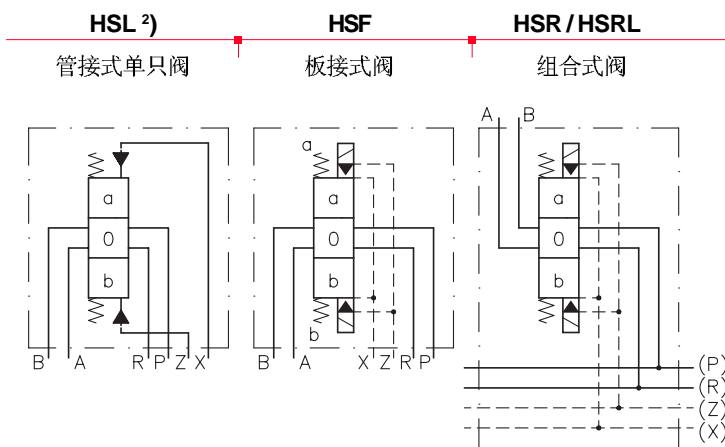 HSL ²)
HSF
HSR / HSRL
管接式单只阀
板接式阀
组合式阀
a
0
b
B A R P Z X
a
a
0
b
b
B A X Z R P
A B
a
0
b
(P)
(R)
(Z)
(X)